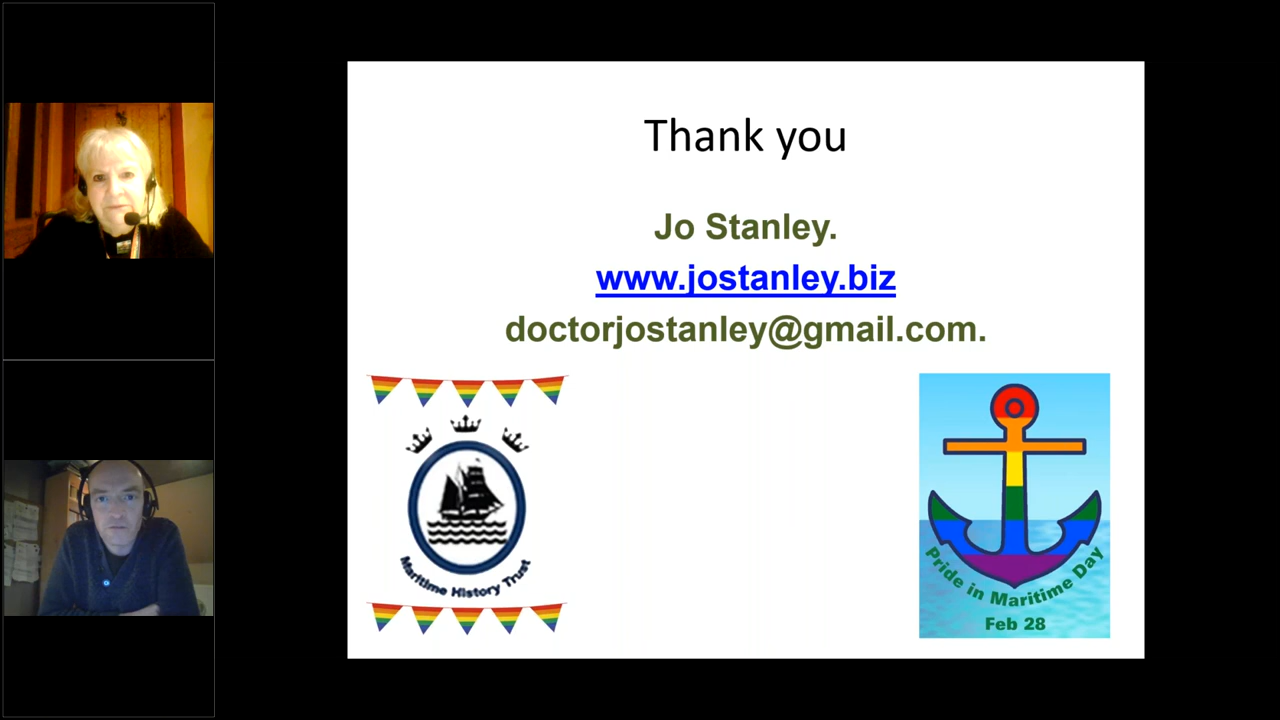 Thank you
Jo Stanley.
www.jostanley.biz
doctorjostanley@gmail.com.
Maritime History Trust
Pride in Maritime Day
Feb 28